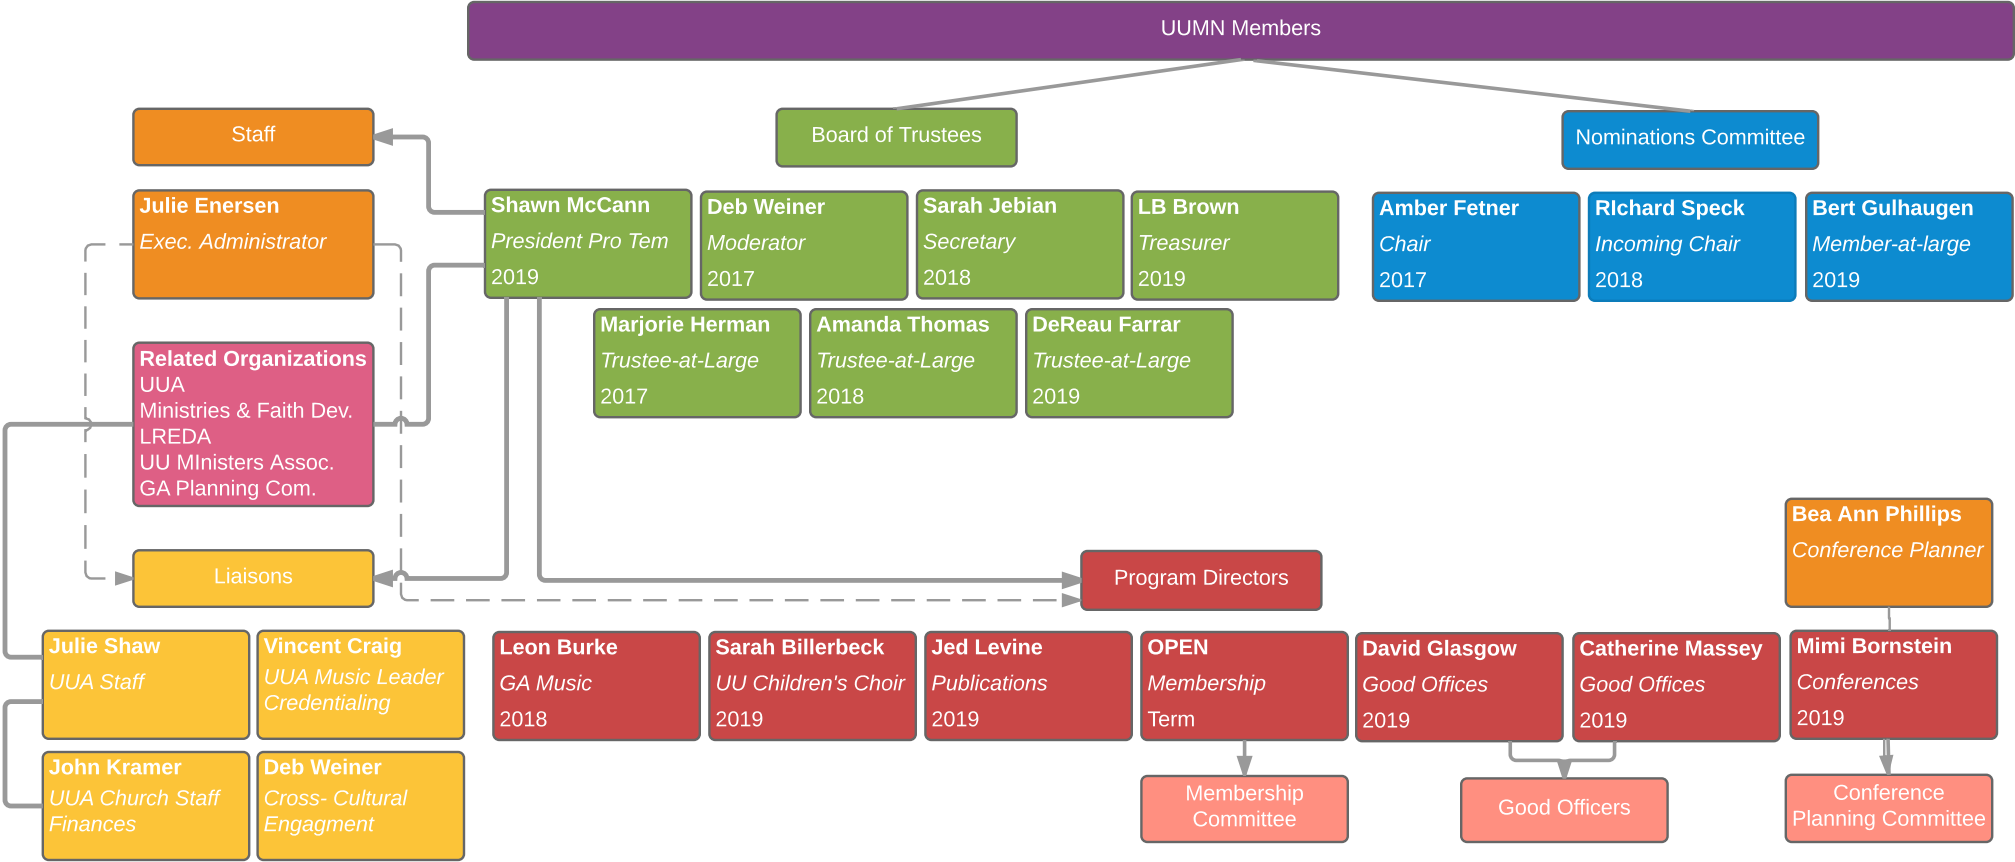 UUMN Members
Staff
Board of Trustees
Nominations Committee
Julie Enersen
Exec. Administrator
Shawn McCann
President Pro Tem
2019
Deb Weiner
Moderator
2017
Sarah Jebian
Secretary
2018
LB Brown
Treasurer
2019
Amber Fetner
Chair
2017
RIchard Speck
Incoming Chair
2018
Bert Gulhaugen
Member-at-large
2019
Marjorie Herman
Trustee-at-Large
2017
Amanda Thomas
Trustee-at-Large
2018
DeReau Farrar
Trustee-at-Large
2019
Related Organizations
UUA
Ministries & Faith Dev.
LREDA
UU MInisters Assoc.
GA Planning Com.
Bea Ann Phillips
Conference Planner
Liaisons
Program Directors
Julie Shaw
UUA Staff
Vincent Craig
UUA Music Leader
Credentialing
Leon Burke
GA Music
2018
Sarah Billerbeck
UU Children's Choir
2019
Jed Levine
Publications
2019
OPEN
Membership
Term
David Glasgow
Good Offices
2019
Catherine Massey
Good Offices
2019
Mimi Bornstein
Conferences
2019
John Kramer
UUA Church Staff
Finances
Deb Weiner
Cross- Cultural
Engagment
Membership
Committee
Good Officers
Conference
Planning Committee